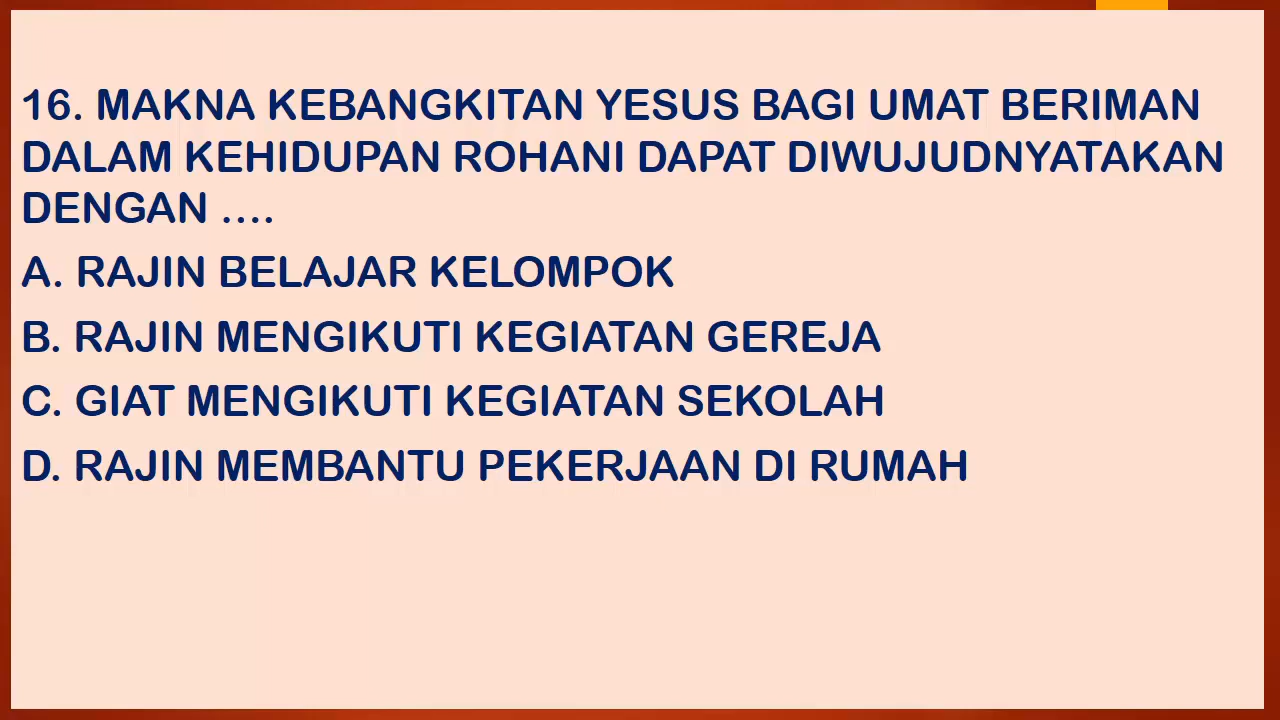 16. MAKNA KEBANGKITAN YESUS BAGI UMAT BERIMAN
DALAM KEHIDUPAN ROHANI DAPAT DIWUJUDNYATAKAN
DENGAN ....
A. RAJIN BELAJAR KELOMPOK
B. RAJIN MENGIKUTI KEGIATAN GEREJA
C. GIAT MENGIKUTI KEGIATAN SEKOLAH
D. RAJIN MEMBANTU PEKERJAAN DI RUMAH